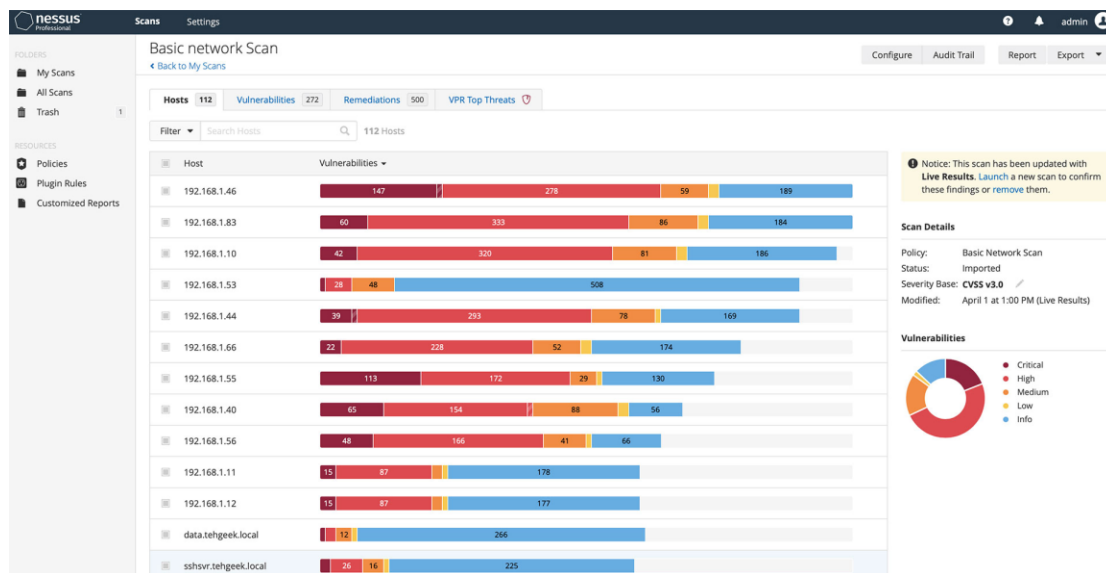 nessus
Professional
Scans
Settings
admin
FOLDERS
My Scans
All Scans
Trash 1
RESOURCES
Policies
Plugin Rules
Customized Reports
Basic network Scan
Back to My Scans
Configure
Audit Trail
Report
Export
Hosts 112
Vulnerabilities 272
Remediations 500
VPR Top Threats
Filter
Search Hosts
112 Hosts
Host Vulnerabilities
192.168.1.46 147 278 59 189
192.168.1.83 60 333 86 184
192.168.1.10 42 320 81 186
192.168.1.53 28 48 508
192.168.1.44 39 293 78 169
192.168.1.66 22 228 52 174
192.168.1.55 113 172 29 130
192.168.1.40 65 154 88 56
192.168.1.56 48 166 41 66
192.168.1.11 15 87 178
192.168.1.12 15 87 177
data.tehgeek.local 12 266
sshsvr.tehgeek.local 26 16 225
Notice: This scan has been updated with
Live Results. Launch a new scan to confirm
these findings or remove them.
Scan Details
Policy: Basic Network Scan
Status: Imported
Severity Base: CVSS v3.0
Modified: April 1 at 1:00 PM (Live Results)
Vulnerabilities
Critical
High
Medium
Low
Info